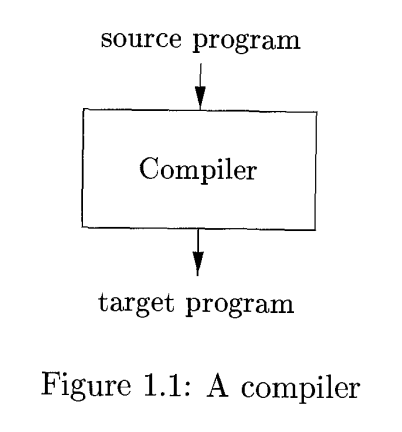 source program
Compiler
target program
Figure 1.1: A compiler